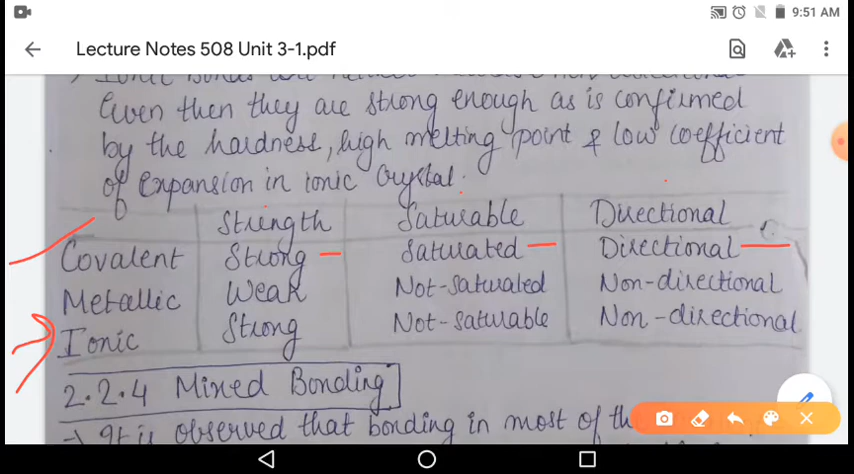 9:51 AM
Lecture Notes 508 Unit 3-1.pdf
Even then they are strong enough as is confirmed
by the hardness, high melting point & low coefficient
of expansion in ionic crystal.
Strength Saturable Directional
Covalent Strong Saturated Directional
Metallic Weak Not-saturated Non-directional
Ionic Strong Not-saturable Non-directional
2.2.4 Mixed Bonding
→ It is observed that bonding in most of the